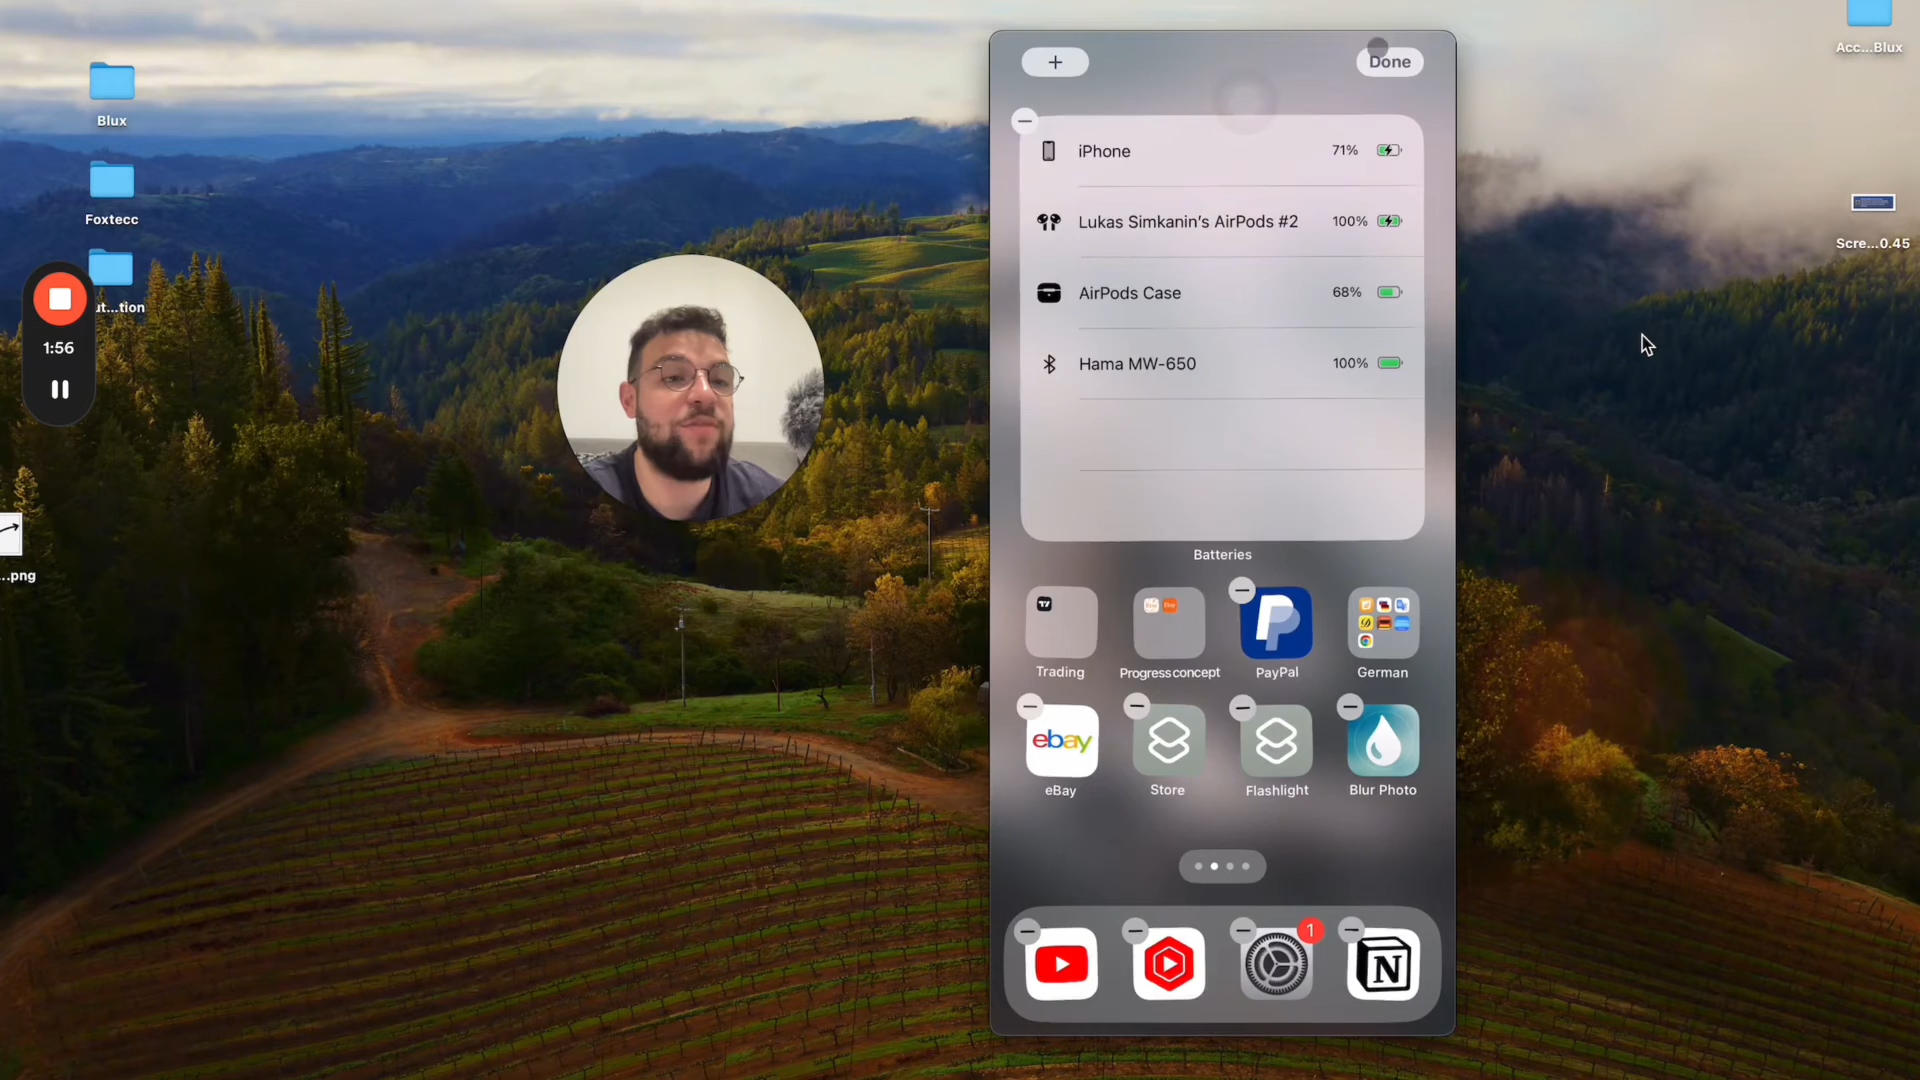 Acc...Blux
Blux
Foxtecc
ut...tion
1:56
...png
Scre...0.45
+
Done
iPhone
71%
Lukas Simkanin's AirPods #2
100%
AirPods Case
68%
Hama MW-650
100%
Batteries
Trading
Progress concept
PayPal
German
ebay
eBay
Store
Flashlight
Blur Photo
1
N